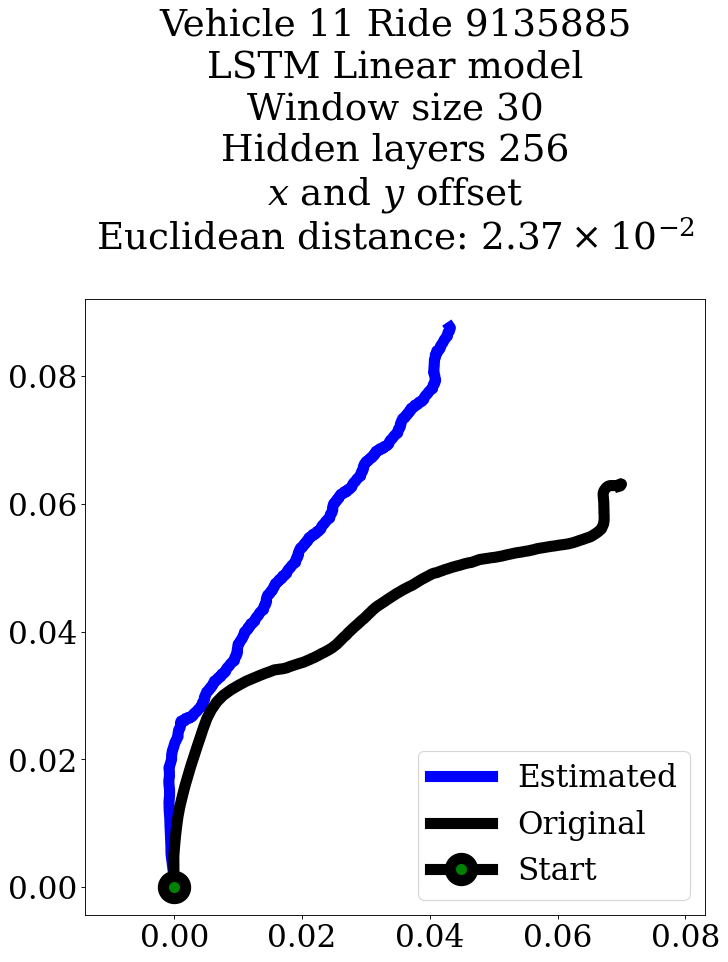 Vehicle 11 Ride 9135885
LSTM Linear model
Window size 30
Hidden layers 256
x and y offset
Euclidean distance: 2.37 × 10⁻²
0.08
0.06
0.04
0.02
0.00
Estimated
Original
Start
0.00 0.02 0.04 0.06 0.08